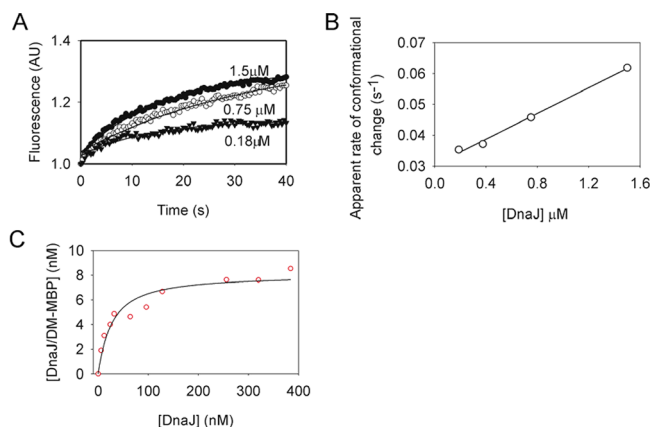 A
Fluorescence (AU)
1.4
1.2
1.0
1.5μM
0.75 μM
0.18μM
0 10 20 30 40
Time (s)
B
Apparent rate of conformational
change (s-1)
0.07
0.06
0.05
0.04
0.03
0.0 0.4 0.8 1.2 1.6
[DnaJ] μM
C
[DnaJ/DM-MBP] (nM)
10
8
6
4
2
0
0 100 200 300 400
[DnaJ] (nM)